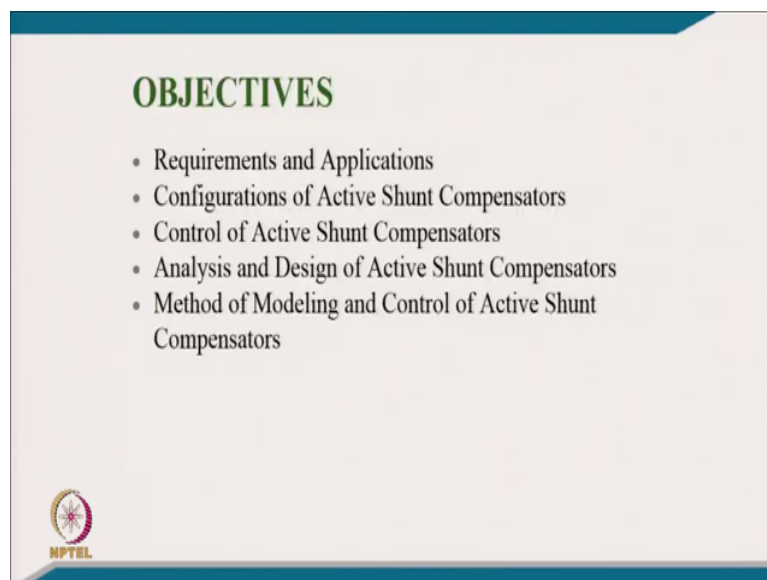 OBJECTIVES
• Requirements and Applications
• Configurations of Active Shunt Compensators
• Control of Active Shunt Compensators
• Analysis and Design of Active Shunt Compensators
• Method of Modeling and Control of Active Shunt
Compensators
NPTEL